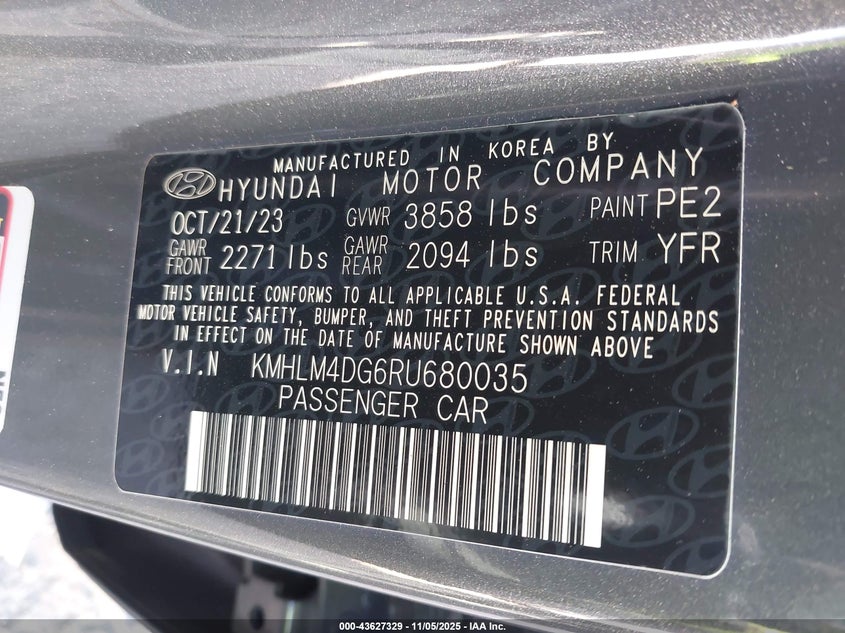 MANUFACTURED IN KOREA BY
HYUNDAI MOTOR COMPANY
OCT/21/23 GVWR 3858 lbs PAINT PE2
GAWR FRONT 2271 lbs GAWR REAR 2094 lbs TRIM YFR
THIS VEHICLE CONFORMS TO ALL APPLICABLE U.S.A. FEDERAL
MOTOR VEHICLE SAFETY, BUMPER, AND THEFT PREVENTION STANDARDS
IN EFFECT ON THE DATE OF MANUFACTURE SHOWN ABOVE
V.I.N KMHLM4DG6RU680035
PASSENGER CAR
000-43627329 - 11/05/2025 - IAA Inc.